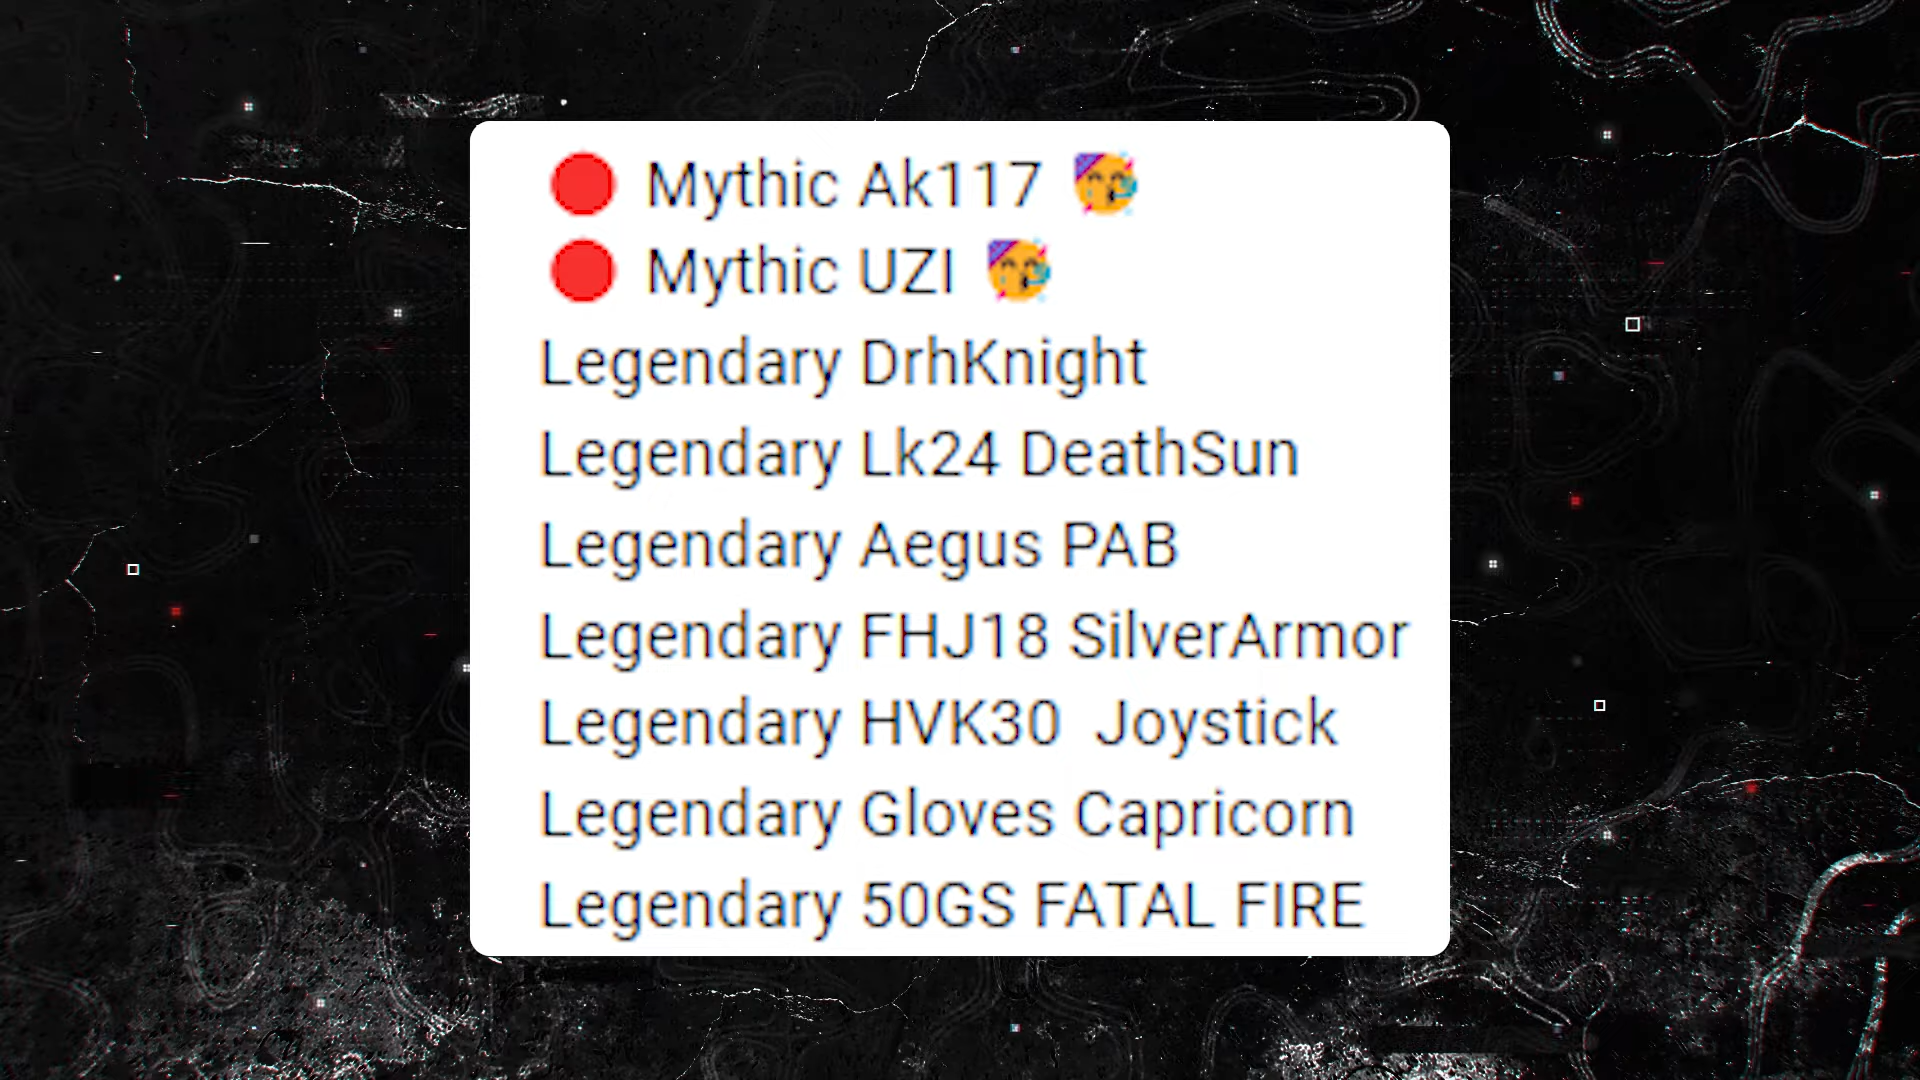 🔴 Mythic Ak117 🥳
🔴 Mythic UZI 🥳
Legendary DrhKnight
Legendary Lk24 DeathSun
Legendary Aegus PAB
Legendary FHJ18 SilverArmor
Legendary HVK30  Joystick
Legendary Gloves Capricorn
Legendary 50GS FATAL FIRE